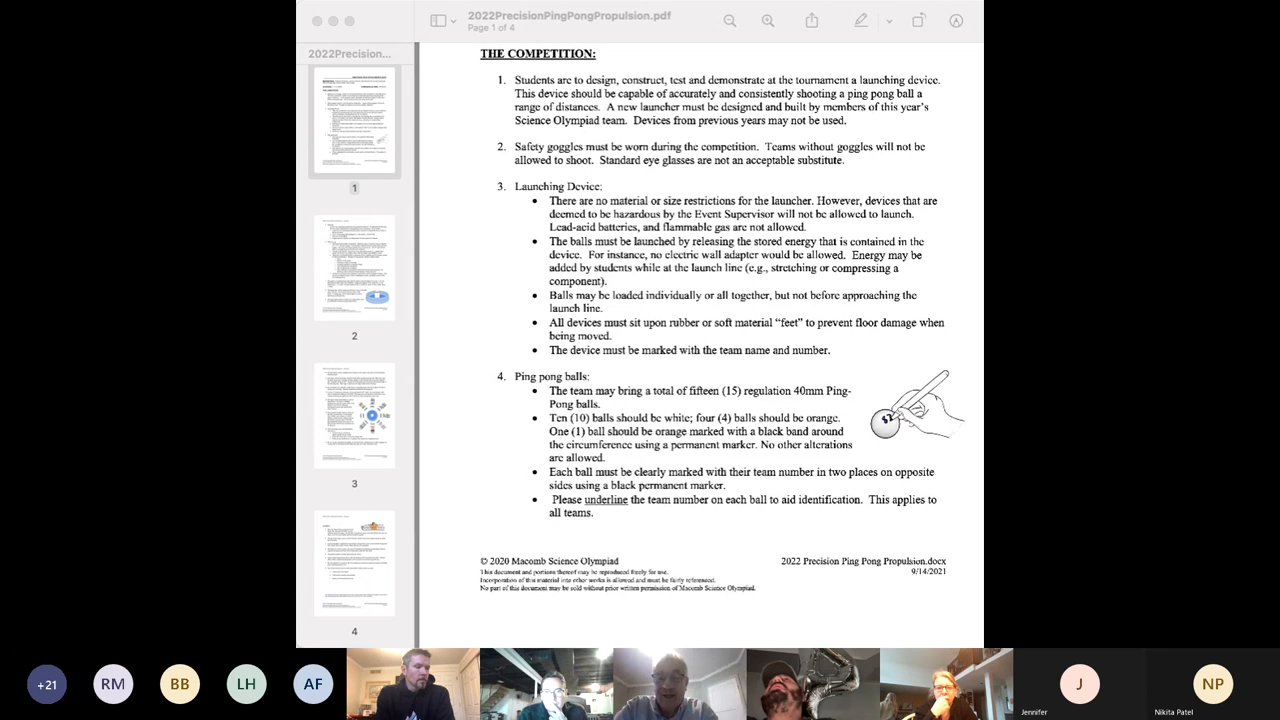 2022PrecisionPingPongPropulsion.pdf
Page 1 of 4
2022Precision...
1
2
3
4
THE COMPETITION:
1. Students are to design, construct, test and demonstrate at the tournament a launching device.
This device should be capable of accurately and consistently propelling a ping pong ball a
range of distances. A new launcher must be designed and built by members of this year's
Science Olympiad team. Devices from previous years may not be used.
2. Safety goggles must be worn during the competition. Those without goggles will not be
allowed to shoot. Standard eye glasses are not an acceptable substitute.
3. Launching Device:
• There are no material or size restrictions for the launcher. However, devices that are
deemed to be hazardous by the Event Supervisor will not be allowed to launch.
Lead-acid batteries, and flammable gas are not allowed.
• The balls must be launched by releasing the stored energy that is contained in the
device. For instance, no electric wall adapter would be allowed. Energy may be
added by students while at the launch line (e.g. stretching or compressing a
component).
• Balls may be loaded individually or all together, but not before approaching the
launch line.
• All devices must sit upon rubber or soft material "feet" to prevent floor damage when
being moved.
• The device must be marked with the team name and number.
4. Ping pong balls:
• The team may bring a total of fifteen (15) regular 40mm Ping-
Pong balls.
• Ten (10) balls should be white; four (4) balls should be orange.
One (1) ball should be orange marked with a black band around
the circumference using a permanent marker. No other alterations
are allowed.
• Each ball must be clearly marked with their team number in two places on opposite
sides using a black permanent marker.
• Please underline the team number on each ball to aid identification. This applies to
all teams.
© 2020 Macomb Science Olympiad
2022 Precision Ping Pong Propulsion.docx
This document and portions thereof may be reproduced freely for use.
9/14/2021
Incorporation of this material into other works is allowed and must be fairly referenced.
No part of this document may be sold without prior written permission of Macomb Science Olympiad.
+21
RM
BB
LH
AF
J
Jennifer
NP
Nikita Patel